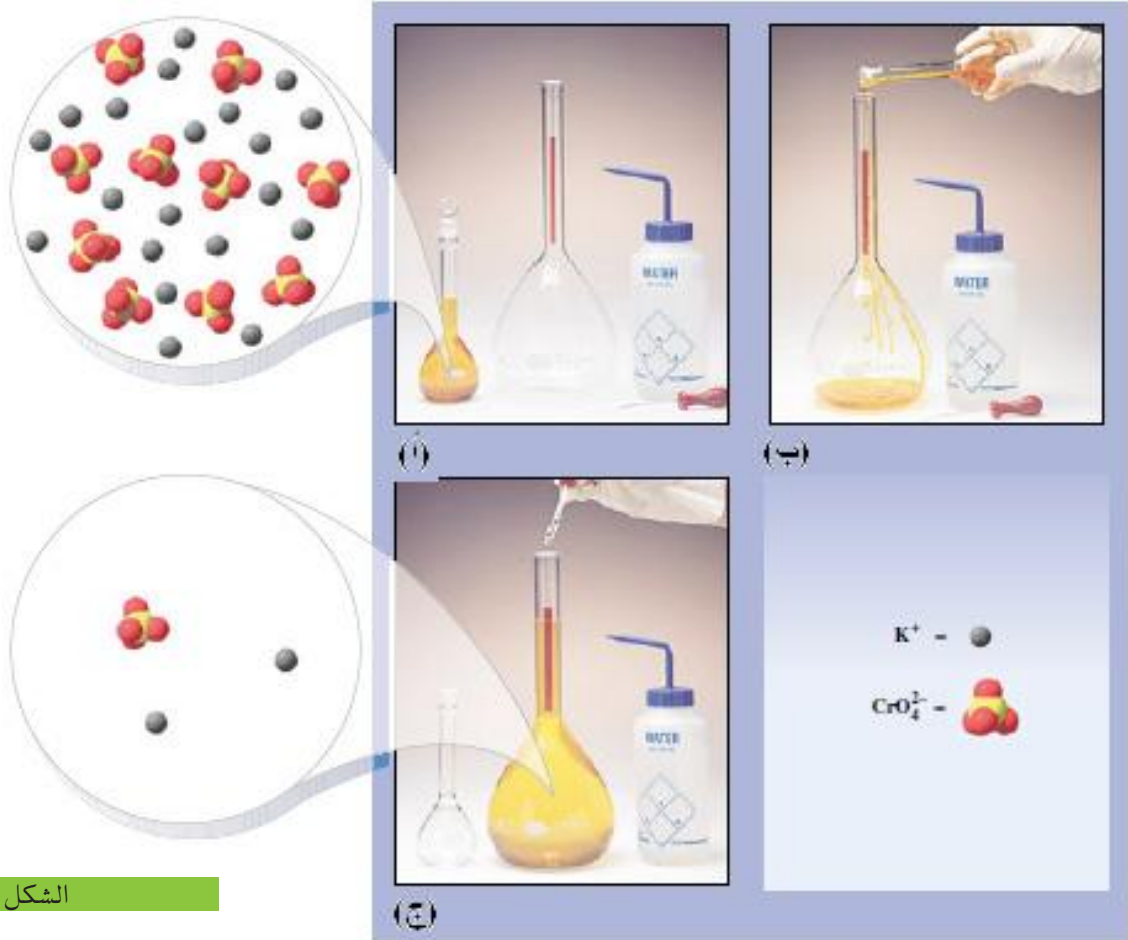 WATER
(أ)
WATER
(ب)
WATER
(ج)
K⁺ =
CrO₄²⁻ =
الشكل